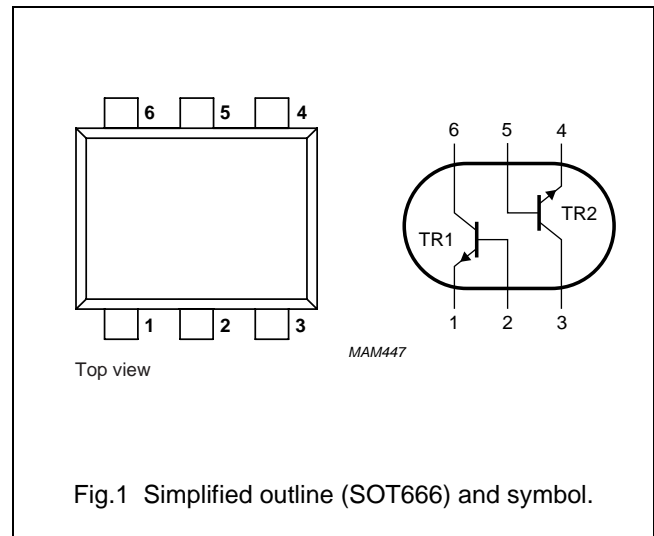 6 5 4
1 2 3
Top view
6 5 4
TR1 TR2
1 2 3
MAM447
Fig.1 Simplified outline (SOT666) and symbol.